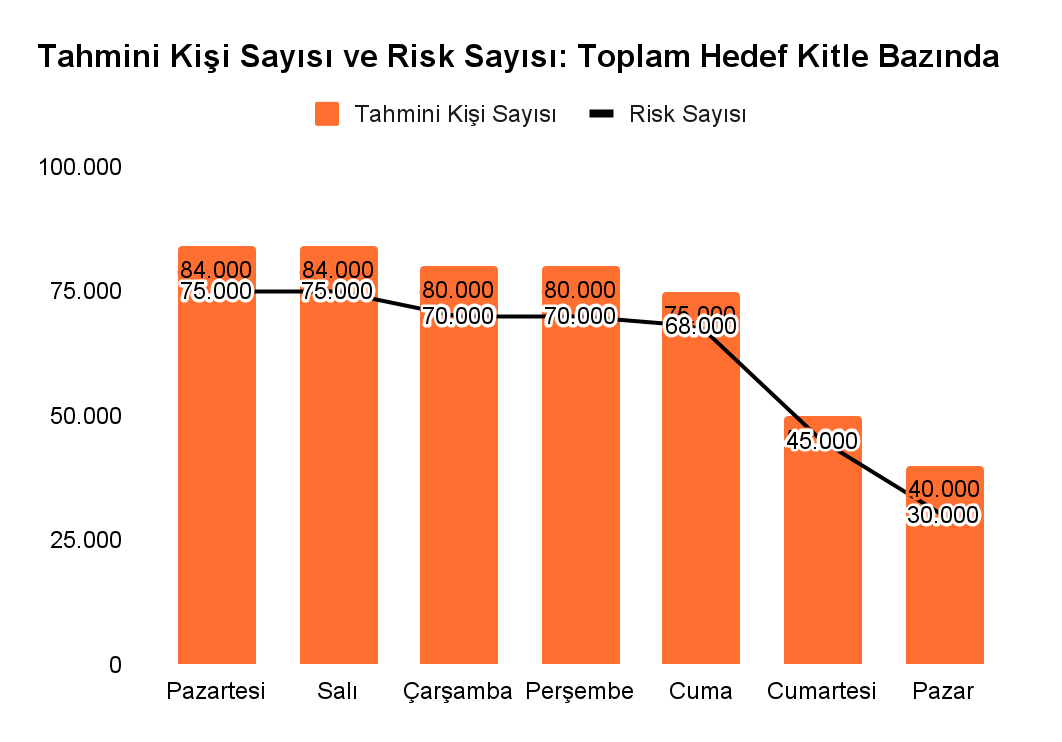 Tahmini Kişi Sayısı ve Risk Sayısı: Toplam Hedef Kitle Bazında
Tahmini Kişi Sayısı
Risk Sayısı
100.000
75.000
50.000
25.000
0
84.000
84.000
80.000
80.000
75.000
40.000
75.000
75.000
70.000
70.000
68.000
45.000
30.000
Pazartesi
Salı
Çarşamba
Perşembe
Cuma
Cumartesi
Pazar